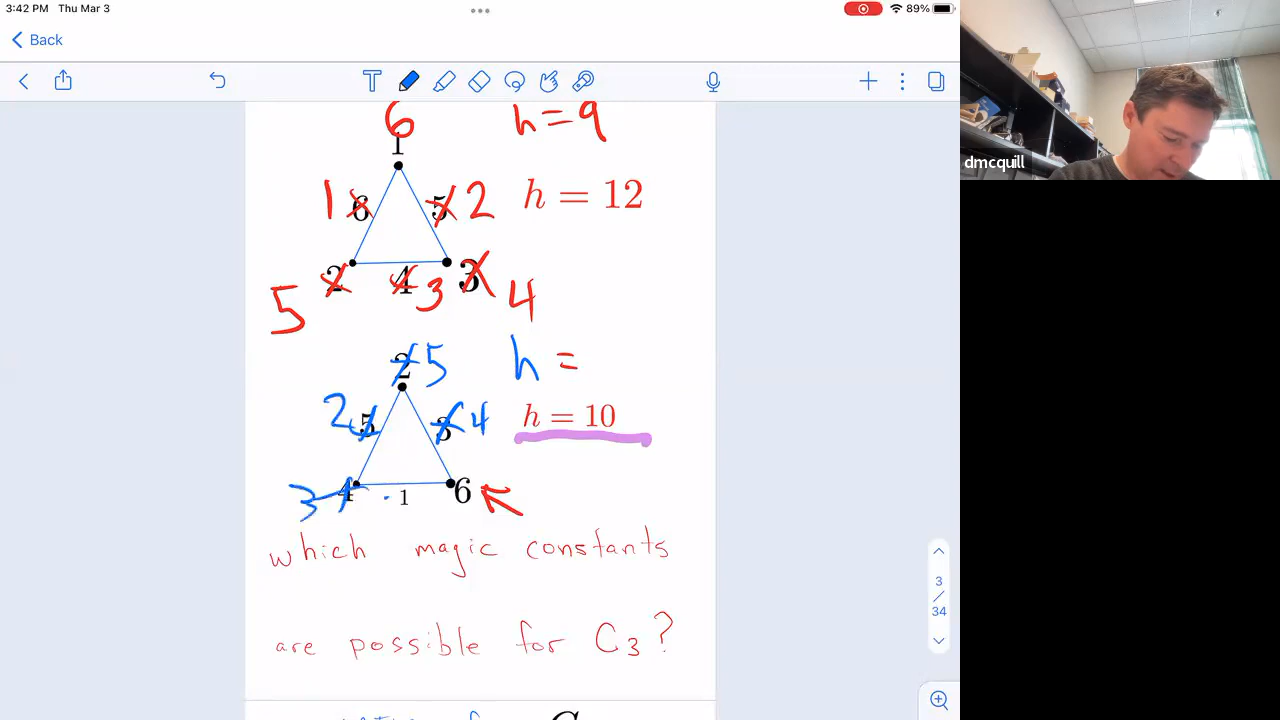 3:42 PM Thu Mar 3
89%
Back
T
6
h = 9
1
1 6
5 2
h = 12
2
4 3
3
5
4
2 5
h =
2 5
3 4
h = 10
3 4
1
6
which magic constants
are possible for C3?
3
/
34
dmcquill